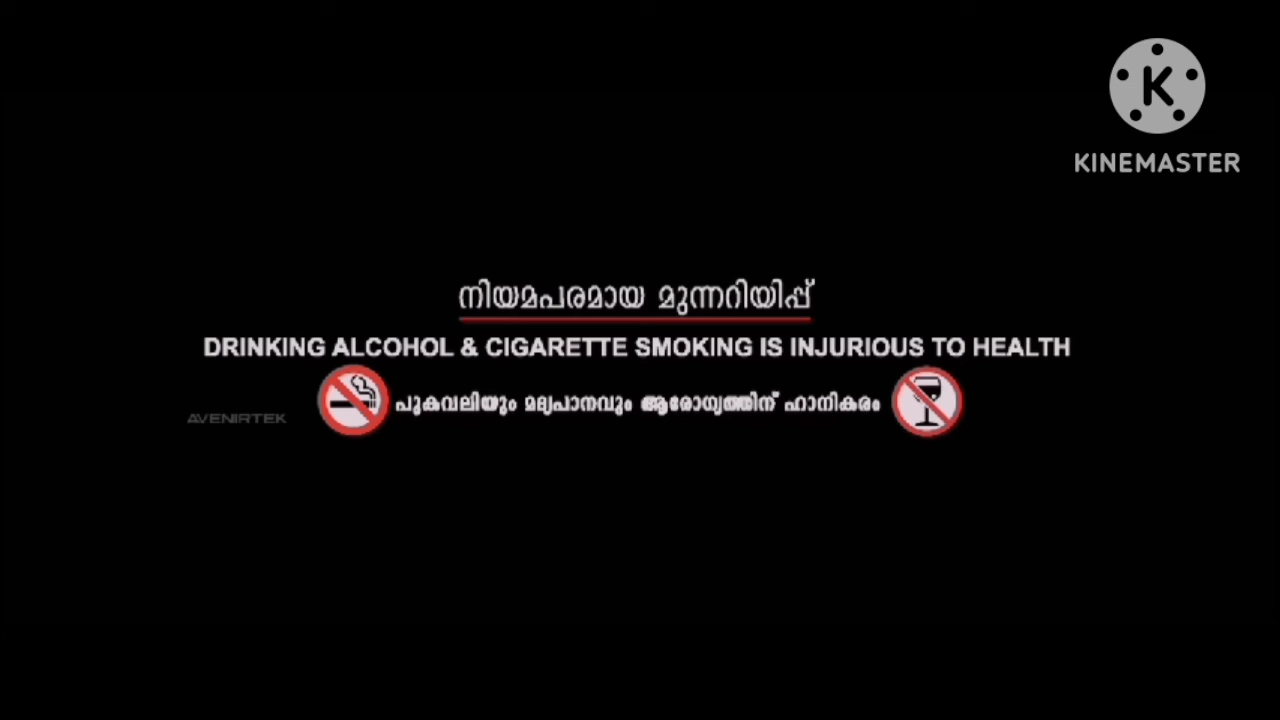 K
KINEMASTER
നിയമപരമായ മുന്നറിയിപ്പ്
DRINKING ALCOHOL & CIGARETTE SMOKING IS INJURIOUS TO HEALTH
പുകവലിയും മദ്യപാനവും ആരോഗ്യത്തിന് ഹാനികരം
AVENIRTEK